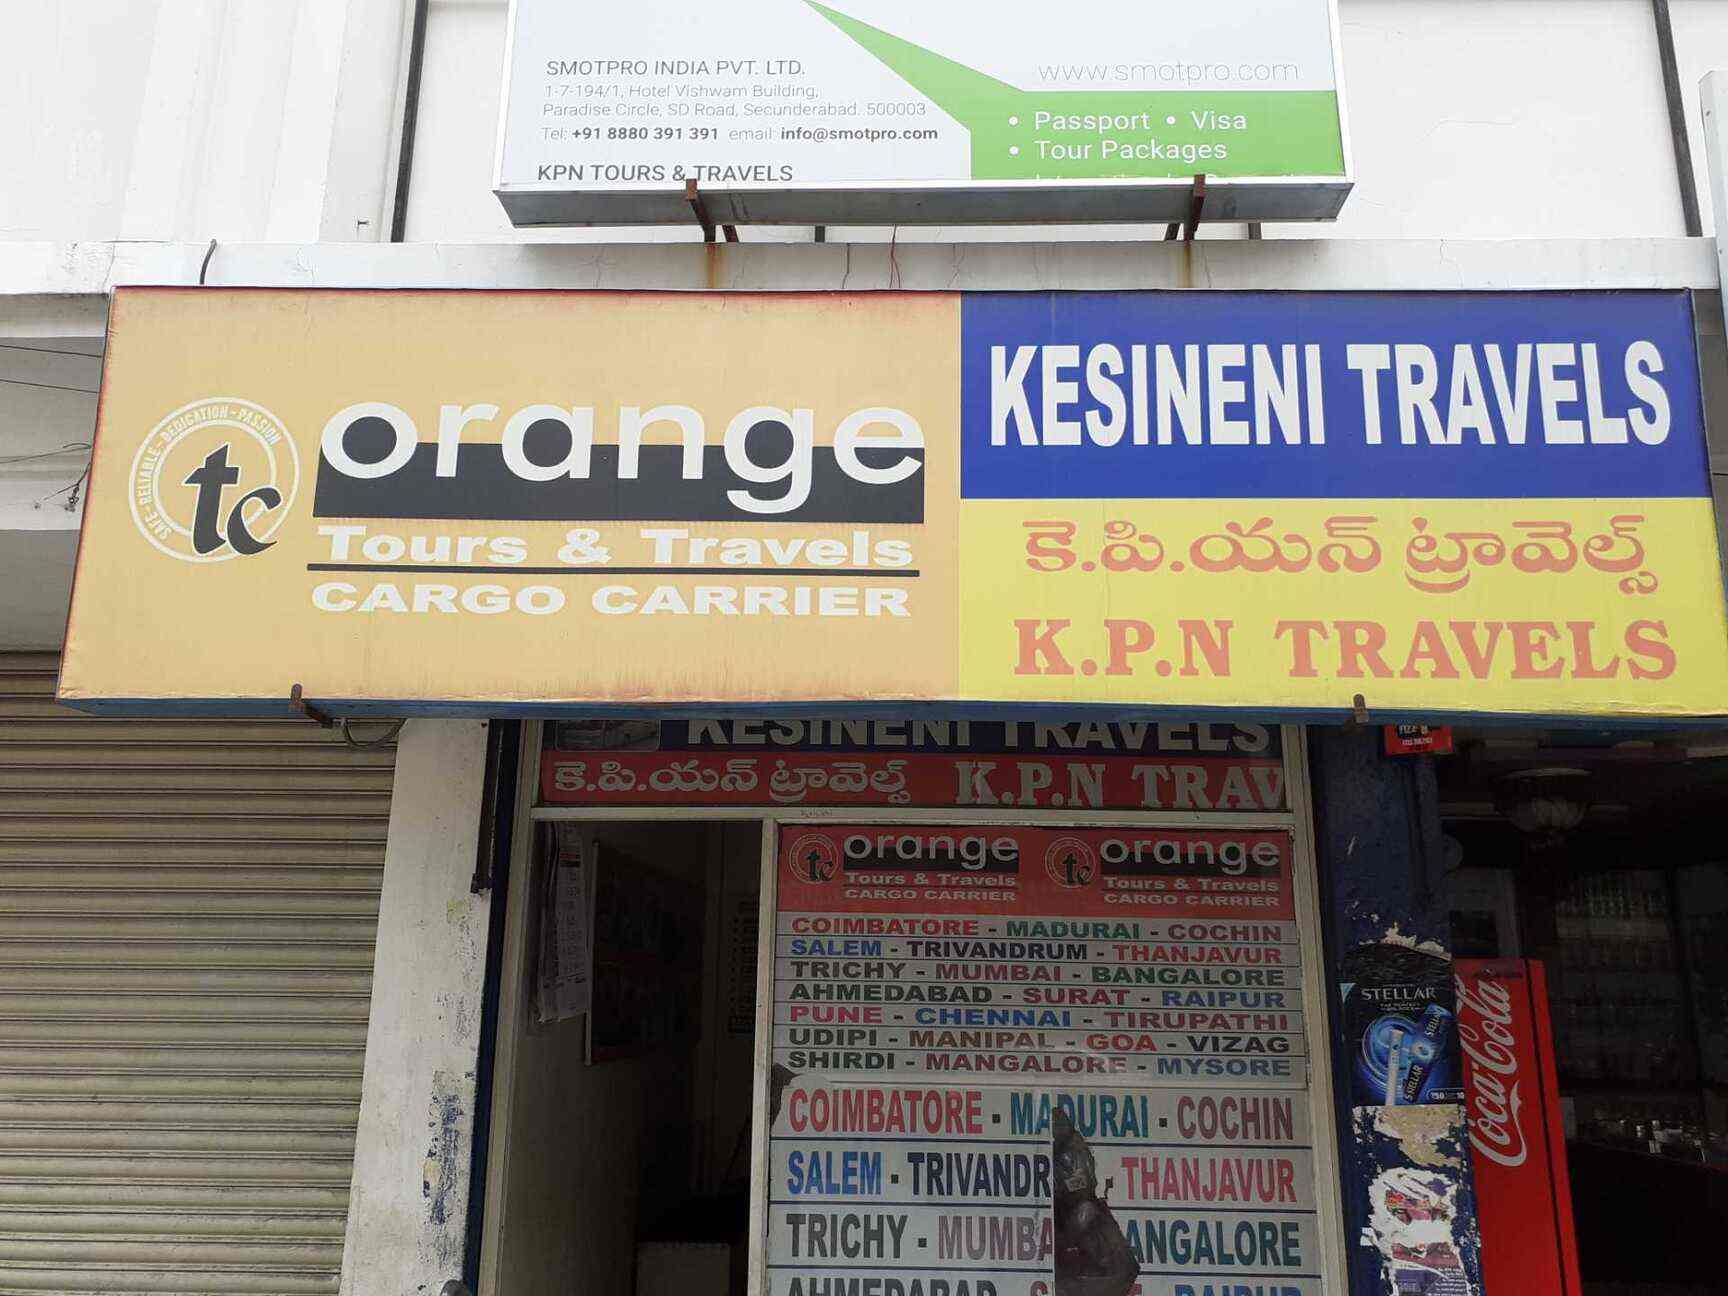 SMOTPRO INDIA PVT. LTD.
1-7-194/1, Hotel Vishwam Building,
Paradise Circle, SD Road, Secunderabad. 500003
Tel: +91 8880 391 391 email: info@smotpro.com
KPN TOURS & TRAVELS
www.smotpro.com
• Passport • Visa
• Tour Packages
SAFE - RELIABLE - DEDICATION - PASSION
tc
orange
Tours & Travels
CARGO CARRIER
KESINENI TRAVELS
కె.పి.యన్ ట్రావెల్స్
K.P.N TRAVELS
KESINENI TRAVELS
కె.పి.యన్ ట్రావెల్స్ K.P.N TRAV
tc orange tc orange
Tours & Travels Tours & Travels
CARGO CARRIER CARGO CARRIER
COIMBATORE - MADURAI - COCHIN
SALEM - TRIVANDRUM - THANJAVUR
TRICHY - MUMBAI - BANGALORE
AHMEDABAD - SURAT - RAIPUR
PUNE - CHENNAI - TIRUPATHI
UDIPI - MANIPAL - GOA - VIZAG
SHIRDI - MANGALORE - MYSORE
COIMBATORE - MADURAI - COCHIN
SALEM - TRIVANDR THANJAVUR
TRICHY - MUMBA ANGALORE
AHMEDABAD RAIPUR
STELLAR
STELLAR
Coca-Cola